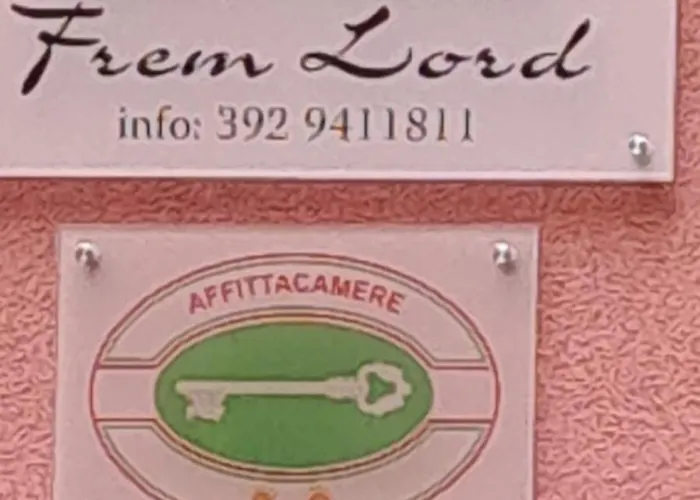 Frem Lord
info: 392 9411811
AFFITTACAMERE